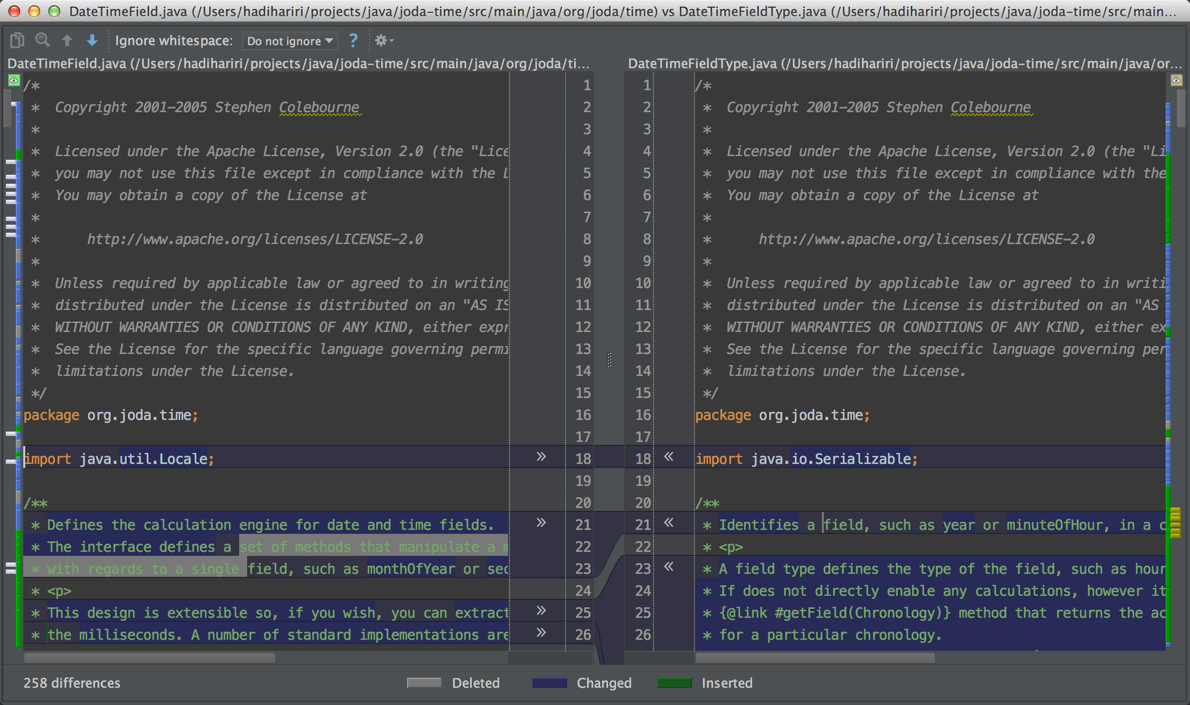 DateTimeField.java (/Users/hadihariri/projects/java/joda-time/src/main/java/org/joda/time) vs DateTimeFieldType.java (/Users/hadihariri/projects/java/joda-time/src/main...
Ignore whitespace: Do not ignore ?
DateTimeField.java (/Users/hadihariri/projects/java/joda-time/src/main/java/org/joda/ti...
1 /*
2 * Copyright 2001-2005 Stephen Colebourne
3 *
4 * Licensed under the Apache License, Version 2.0 (the "Lice
5 * you may not use this file except in compliance with the L
6 * You may obtain a copy of the License at
7 *
8 * http://www.apache.org/licenses/LICENSE-2.0
9 *
10 * Unless required by applicable law or agreed to in writing
11 * distributed under the License is distributed on an "AS IS
12 * WITHOUT WARRANTIES OR CONDITIONS OF ANY KIND, either expr
13 * See the License for the specific language governing permi
14 * limitations under the License.
15 */
16 package org.joda.time;
17
18 import java.util.Locale; »
19
20 /**
21 * Defines the calculation engine for date and time fields. »
22 * The interface defines a set of methods that manipulate a m
23 * with regards to a single field, such as monthOfYear or sec
24 * <p>
25 * This design is extensible so, if you wish, you can extract »
26 * the milliseconds. A number of standard implementations are »
DateTimeFieldType.java (/Users/hadihariri/projects/java/joda-time/src/main/java/or...
1 /*
2 * Copyright 2001-2005 Stephen Colebourne
3 *
4 * Licensed under the Apache License, Version 2.0 (the "Li
5 * you may not use this file except in compliance with the
6 * You may obtain a copy of the License at
7 *
8 * http://www.apache.org/licenses/LICENSE-2.0
9 *
10 * Unless required by applicable law or agreed to in writi
11 * distributed under the License is distributed on an "AS
12 * WITHOUT WARRANTIES OR CONDITIONS OF ANY KIND, either ex
13 * See the License for the specific language governing per
14 * limitations under the License.
15 */
16 package org.joda.time;
17
18 « import java.io.Serializable;
19
20 /**
21 « * Identifies a field, such as year or minuteOfHour, in a c
22 * <p>
23 « * A field type defines the type of the field, such as hour
24 * If does not directly enable any calculations, however it
25 * {@link #getField(Chronology)} method that returns the ac
26 * for a particular chronology.
258 differences
Deleted Changed Inserted